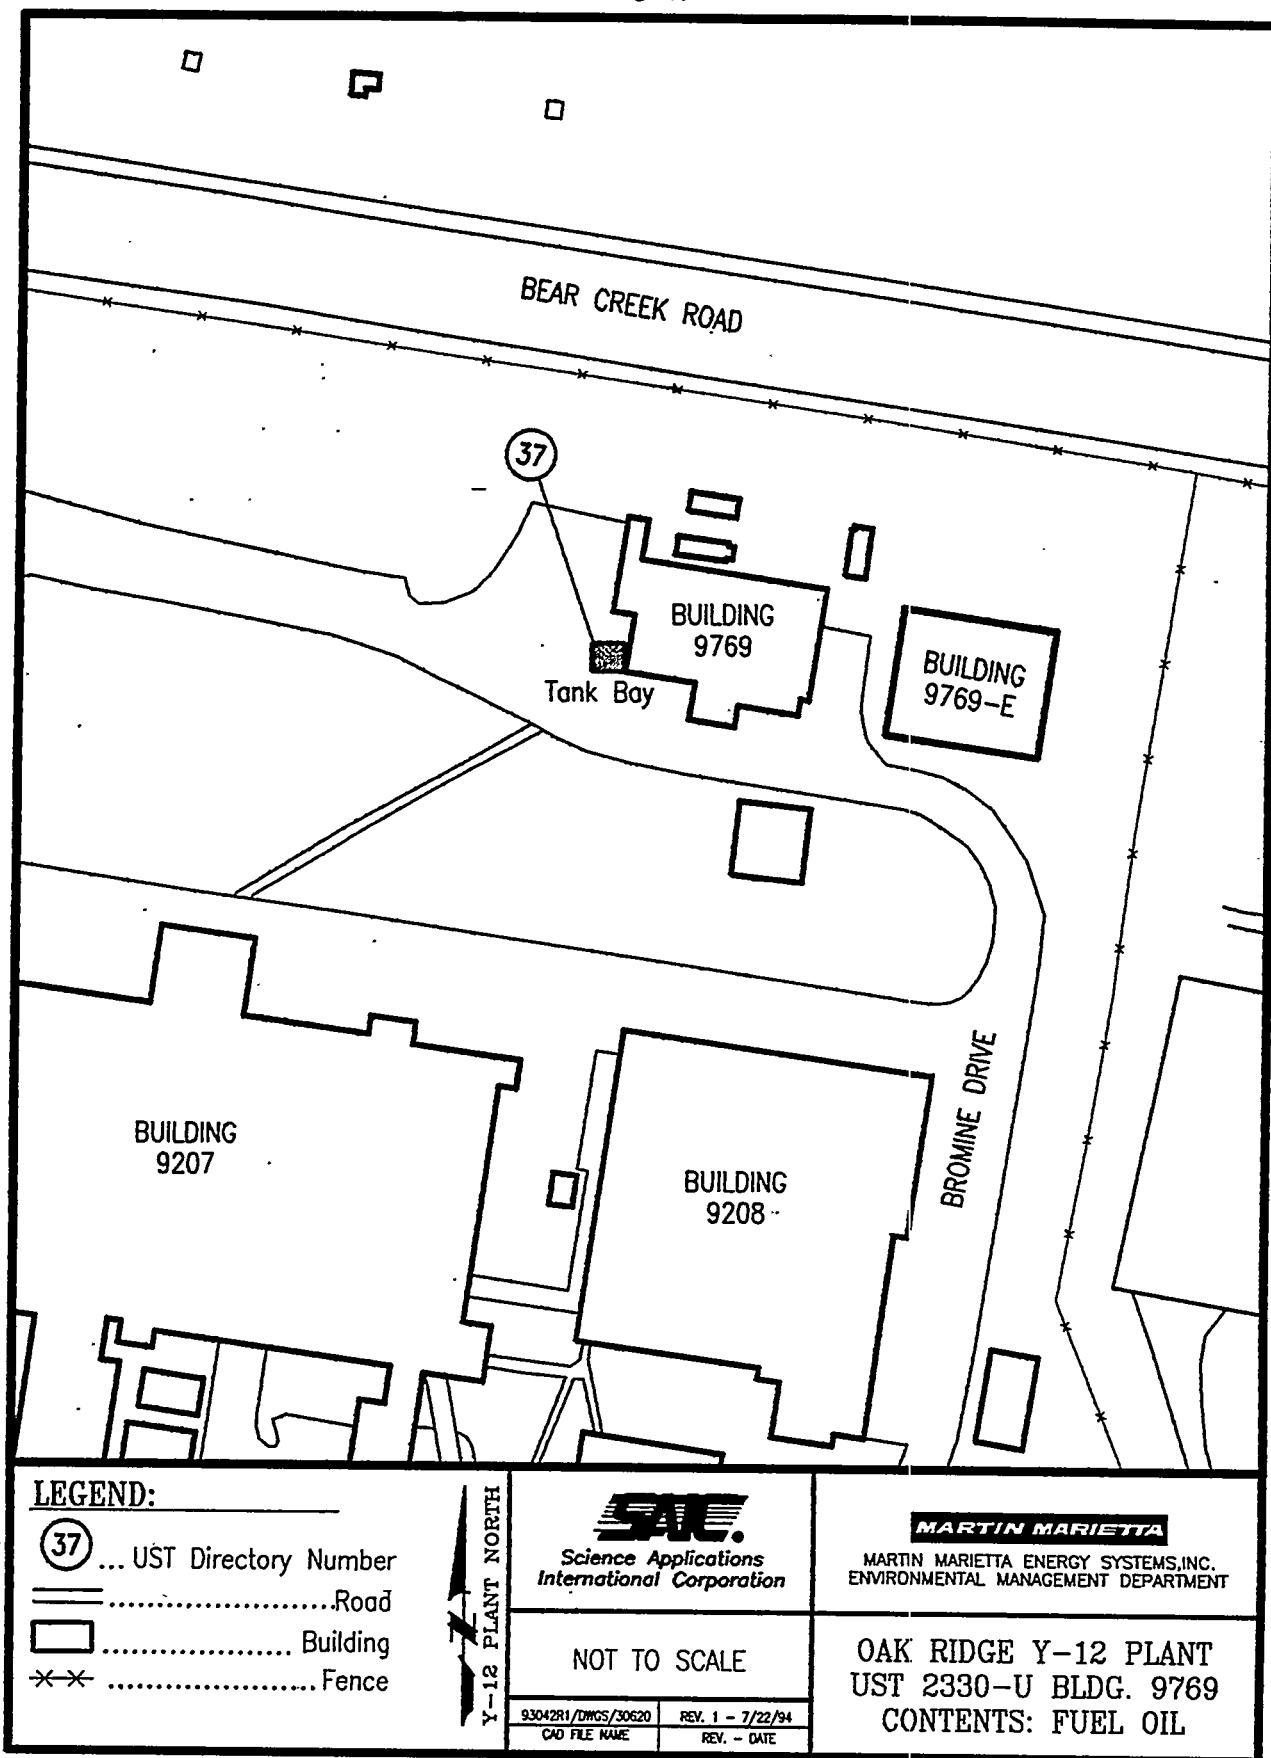 BEAR CREEK ROAD
37
BUILDING
9769
BUILDING
9769-E
Tank Bay
BROMINE DRIVE
BUILDING
9207
BUILDING
9208
LEGEND:
37 ... UST Directory Number
......................Road
.................... Building
...................... Fence
Y-12 PLANT NORTH
N
SAIC.
Science Applications
International Corporation
MARTIN MARIETTA
MARTIN MARIETTA ENERGY SYSTEMS,INC.
ENVIRONMENTAL MANAGEMENT DEPARTMENT
NOT TO SCALE
93042R1/DWGS/30620
REV. 1 - 7/22/94
CAD FILE NAME
REV. - DATE
OAK RIDGE Y-12 PLANT
UST 2330-U BLDG. 9769
CONTENTS: FUEL OIL